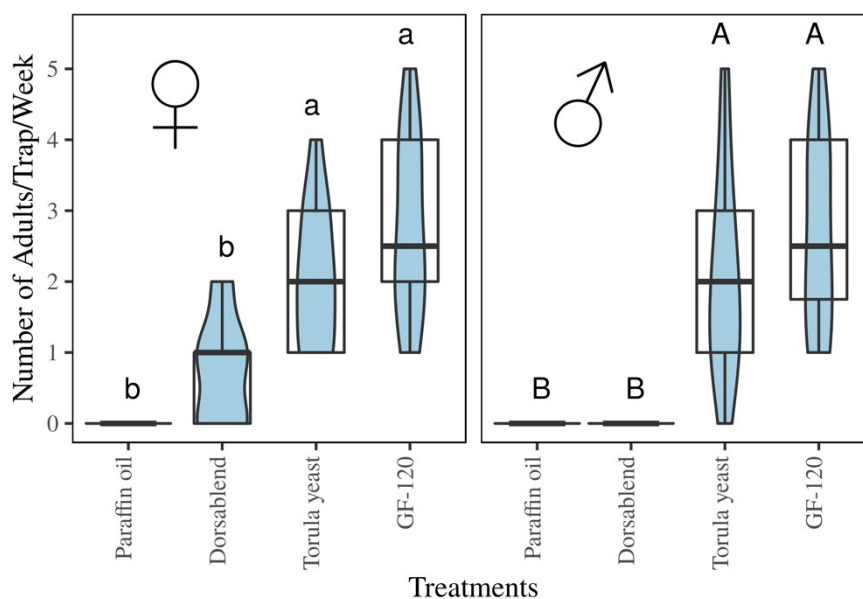 Number of Adults/Trap/Week
5
4
3
2
1
0
b
b
a
a
B
B
A
A
Paraffin oil
Dorsablend
Torula yeast
GF-120
Paraffin oil
Dorsablend
Torula yeast
GF-120
Treatments